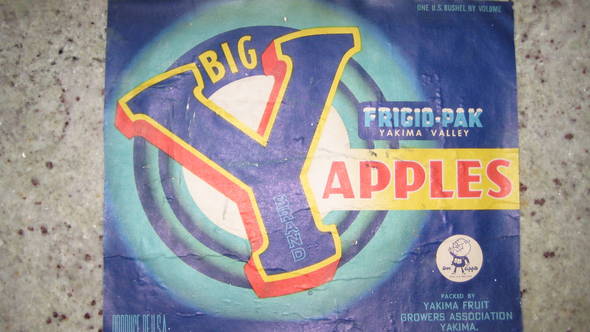 ONE U.S. BUSHEL BY VOLUME
BIG
Y
BRAND
FRIGID-PAK
YAKIMA VALLEY
APPLES
PACKED BY
YAKIMA FRUIT
GROWERS ASSOCIATION
YAKIMA,
PRODUCE OF U.S.A.